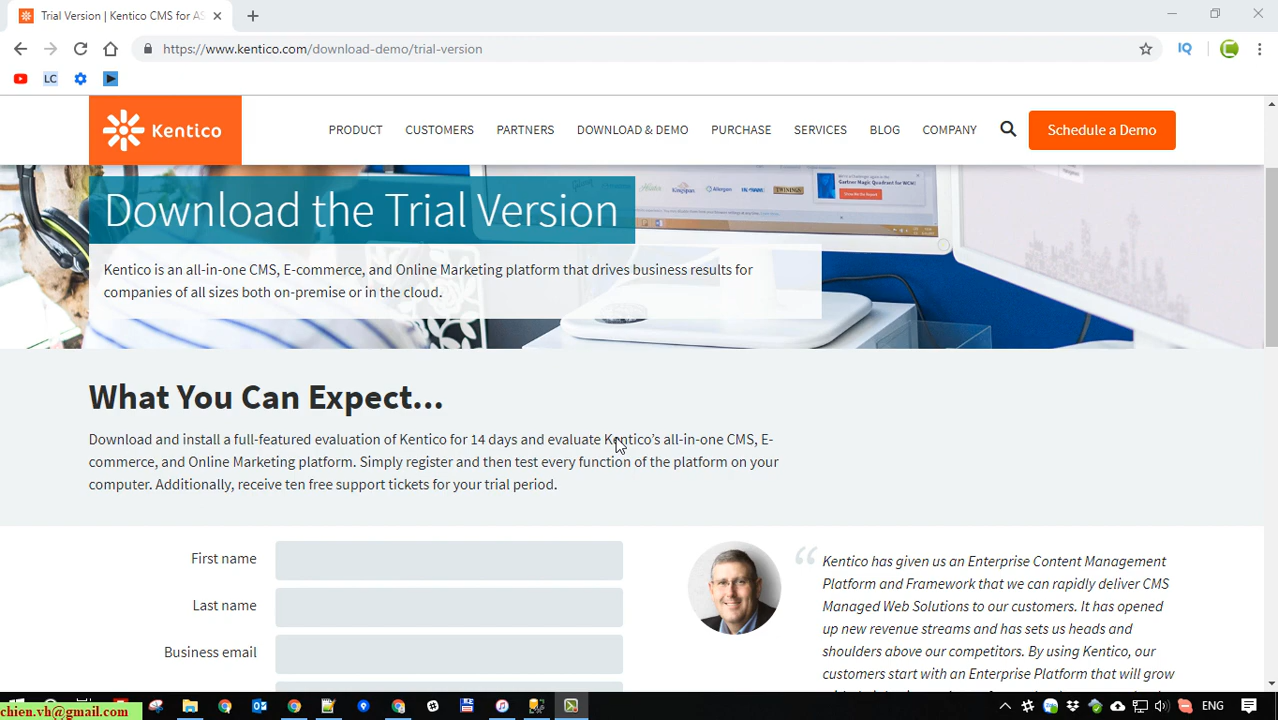 Trial Version | Kentico CMS for AS
https://www.kentico.com/download-demo/trial-version
IQ
LC
Kentico
PRODUCT
CUSTOMERS
PARTNERS
DOWNLOAD & DEMO
PURCHASE
SERVICES
BLOG
COMPANY
Schedule a Demo
Download the Trial Version
Kentico is an all-in-one CMS, E-commerce, and Online Marketing platform that drives business results for
companies of all sizes both on-premise or in the cloud.
What You Can Expect...
Download and install a full-featured evaluation of Kentico for 14 days and evaluate Kentico's all-in-one CMS, E-
commerce, and Online Marketing platform. Simply register and then test every function of the platform on your
computer. Additionally, receive ten free support tickets for your trial period.
First name
Last name
Business email
“
Kentico has given us an Enterprise Content Management
Platform and Framework that we can rapidly deliver CMS
Managed Web Solutions to our customers. It has opened
up new revenue streams and has sets us heads and
shoulders above our competitors. By using Kentico, our
customers start with an Enterprise Platform that will grow
chien.vh@gmail.com
ENG